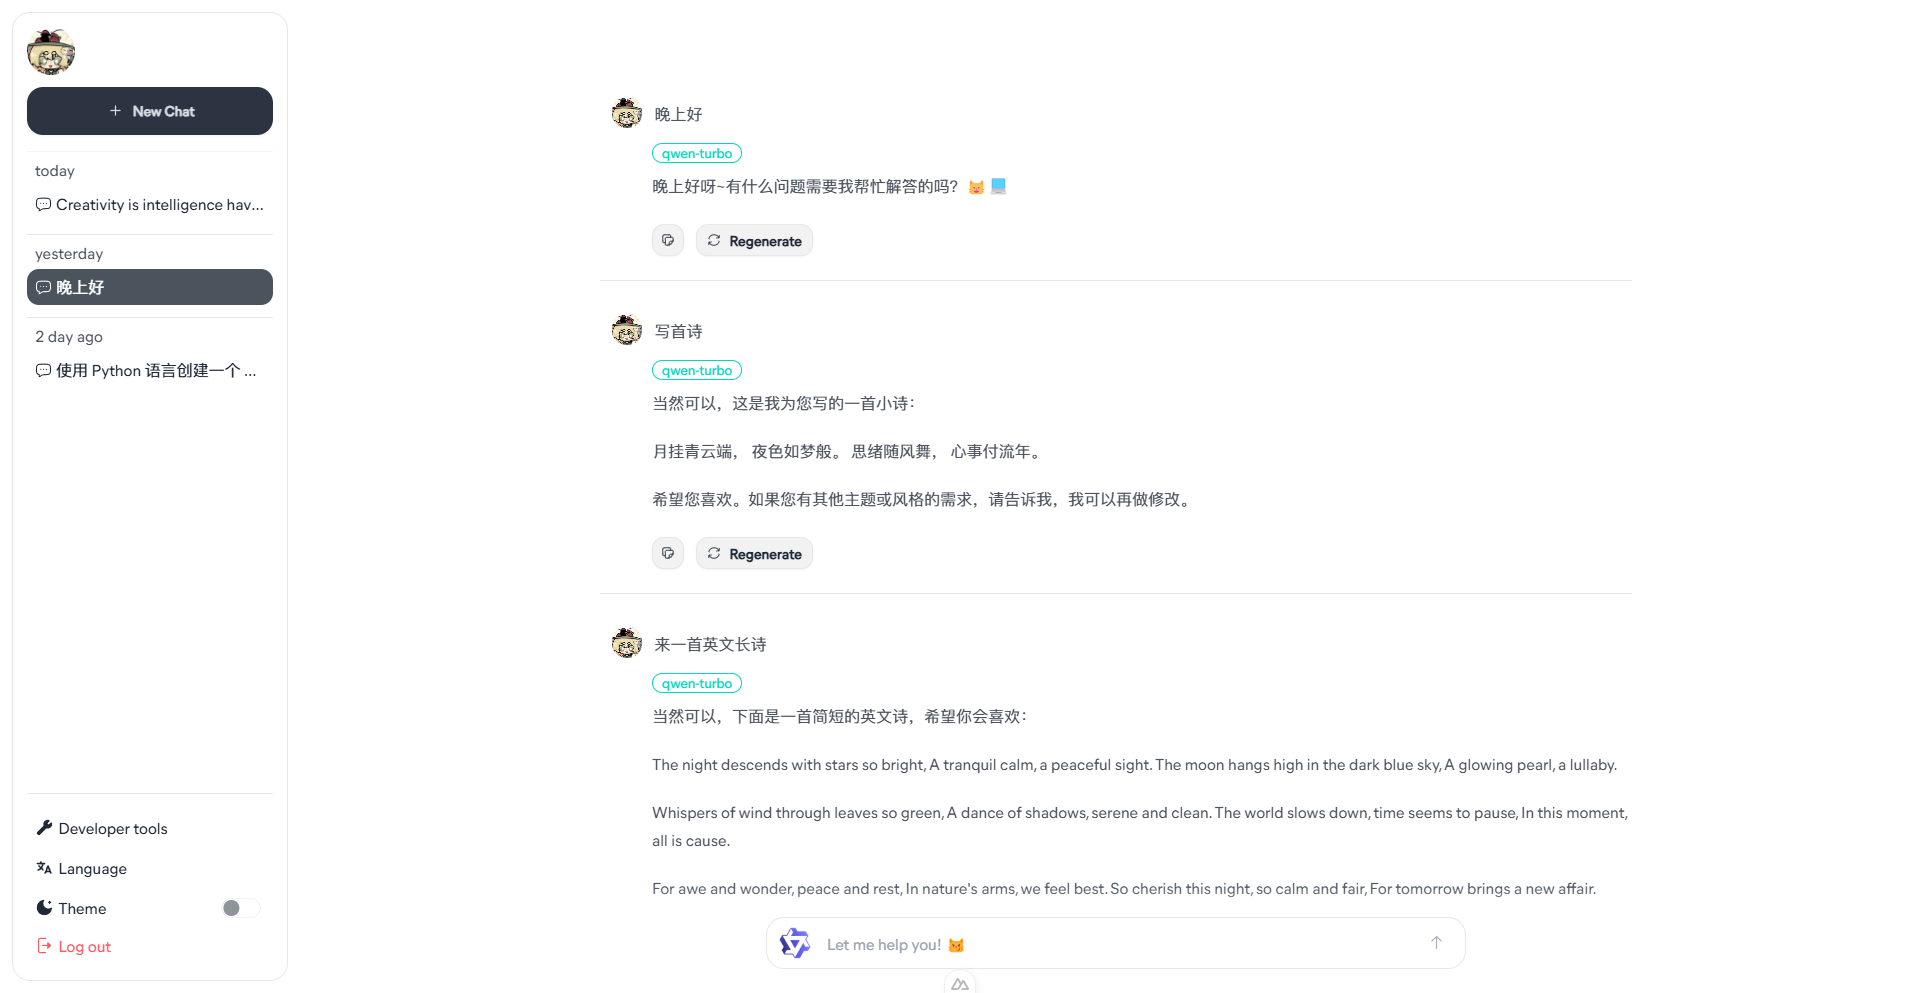 New Chat
today
Creativity is intelligence hav...
yesterday
晚上好
2 day ago
使用 Python 语言创建一个 ...
Developer tools
Language
Theme
Log out
晚上好
qwen-turbo
晚上好呀~有什么问题需要我帮忙解答的吗？
Regenerate
写首诗
qwen-turbo
当然可以，这是我为您写的一首小诗：
月挂青云端， 夜色如梦般。 思绪随风舞， 心事付流年。
希望您喜欢。如果您有其他主题或风格的需求，请告诉我，我可以再做修改。
Regenerate
来一首英文长诗
qwen-turbo
当然可以，下面是一首简短的英文诗，希望你会喜欢：
The night descends with stars so bright, A tranquil calm, a peaceful sight. The moon hangs high in the dark blue sky, A glowing pearl, a lullaby.
Whispers of wind through leaves so green, A dance of shadows, serene and clean. The world slows down, time seems to pause, In this moment,
all is cause.
For awe and wonder, peace and rest, In nature's arms, we feel best. So cherish this night, so calm and fair, For tomorrow brings a new affair.
Let me help you!